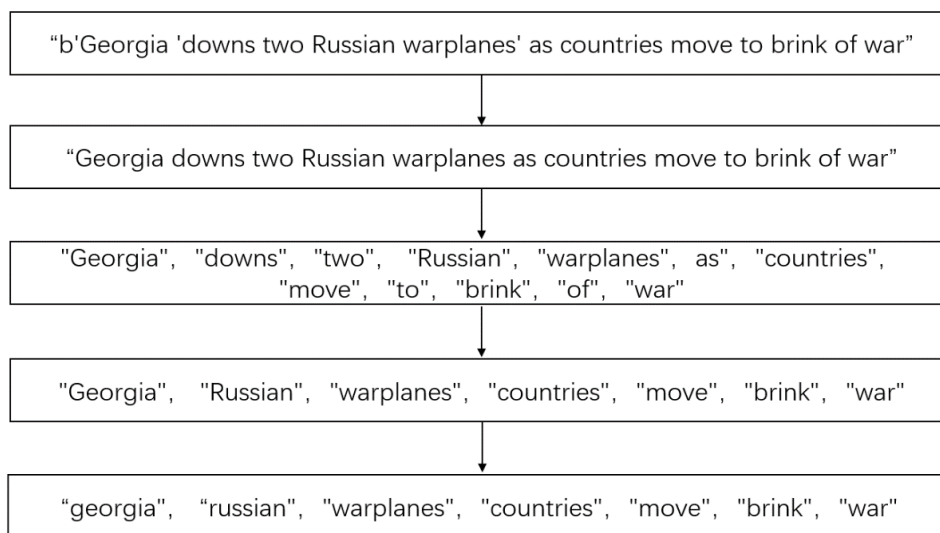 “b'Georgia 'downs two Russian warplanes' as countries move to brink of war”
“Georgia downs two Russian warplanes as countries move to brink of war”
"Georgia", "downs", "two", "Russian", "warplanes", as", "countries",
"move", "to", "brink", "of", "war"
"Georgia", "Russian", "warplanes", "countries", "move", "brink", "war"
“georgia", “russian", "warplanes", "countries", "move", "brink", "war"